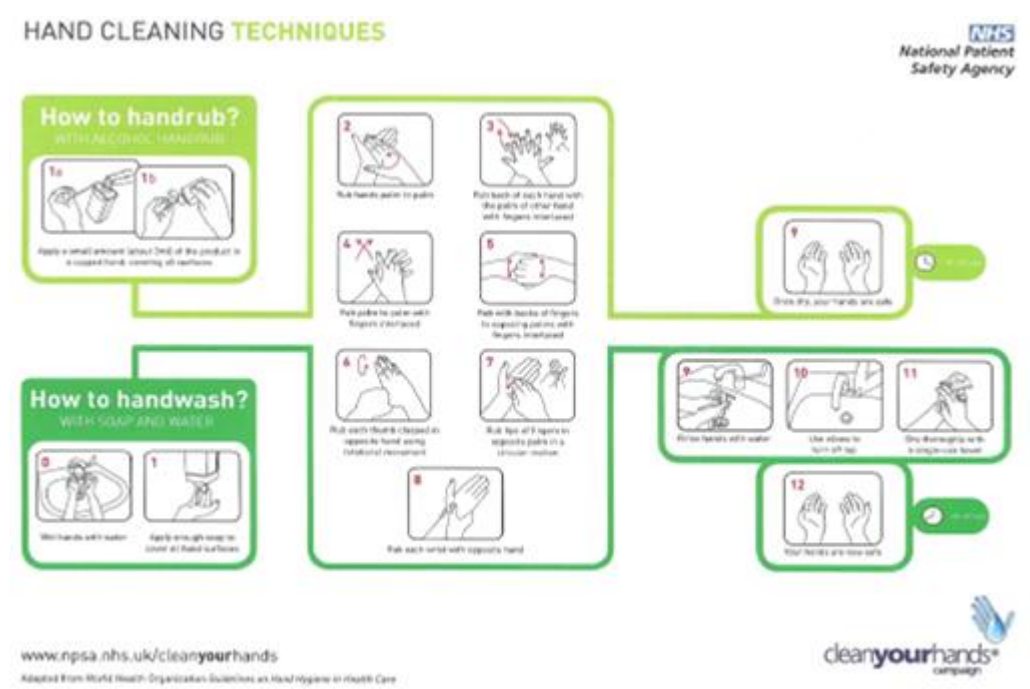 HAND CLEANING TECHNIQUES
NHS
National Patient
Safety Agency
How to handrub?
WITH ALCOHOL HANDRUB
1a
1b
Apply a small amount (about 3ml) of the product in
a cupped hand, covering all surfaces
2
Rub hands palm to palm
3
Rub back of each hand with
the palm of other hand
with fingers interlaced
4
Rub palm to palm with
fingers interlaced
5
Rub with backs of fingers
to opposing palms with
fingers interlaced
6
Rub each thumb clasped in
opposite hand using
rotational movement
7
Rub tips of fingers in
opposite palm in a
circular motion
8
Rub each wrist with opposite hand
9
Once dry, your hands are safe
How to handwash?
WITH SOAP AND WATER
0
Wet hands with water
1
Apply enough soap to
cover all hand surfaces
9
Rinse hands with water
10
Use elbow to
turn off tap
11
Dry thoroughly with
a single-use towel
12
Your hands are now safe
www.npsa.nhs.uk/cleanyourhands
Adapted from World Health Organization Guidelines on Hand Hygiene in Health Care
cleanyourhands®
campaign